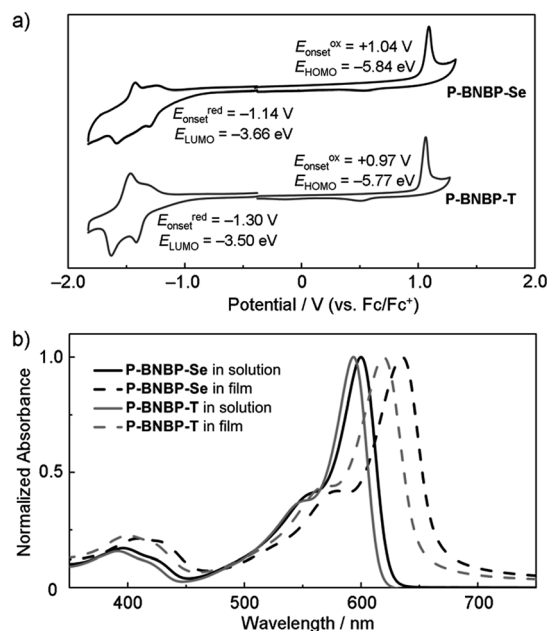 a)
E_onset^ox = +1.04 V
E_HOMO = –5.84 eV
P-BNBP-Se
E_onset^red = –1.14 V
E_LUMO = –3.66 eV
E_onset^ox = +0.97 V
E_HOMO = –5.77 eV
P-BNBP-T
E_onset^red = –1.30 V
E_LUMO = –3.50 eV
–2.0 –1.0 0 1.0 2.0
Potential / V (vs. Fc/Fc⁺)
b)
Normalized Absorbance
1.0
0.5
0
P-BNBP-Se in solution
P-BNBP-Se in film
P-BNBP-T in solution
P-BNBP-T in film
400 500 600 700
Wavelength / nm